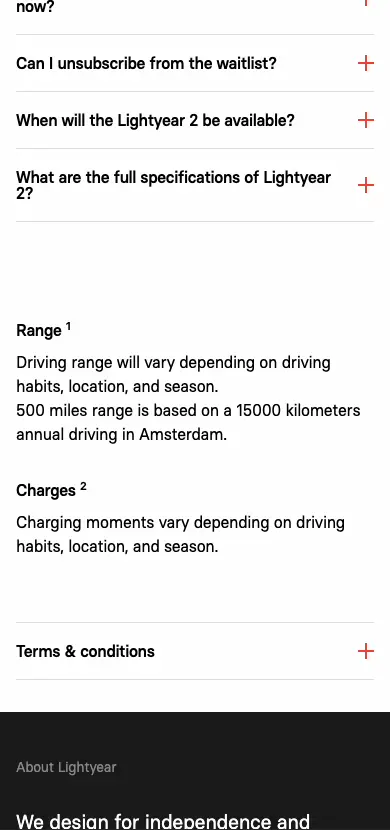 now?
Can I unsubscribe from the waitlist?
When will the Lightyear 2 be available?
What are the full specifications of Lightyear
2?
Range 1
Driving range will vary depending on driving
habits, location, and season.
500 miles range is based on a 15000 kilometers
annual driving in Amsterdam.
Charges 2
Charging moments vary depending on driving
habits, location, and season.
Terms & conditions
About Lightyear
We design for independence and